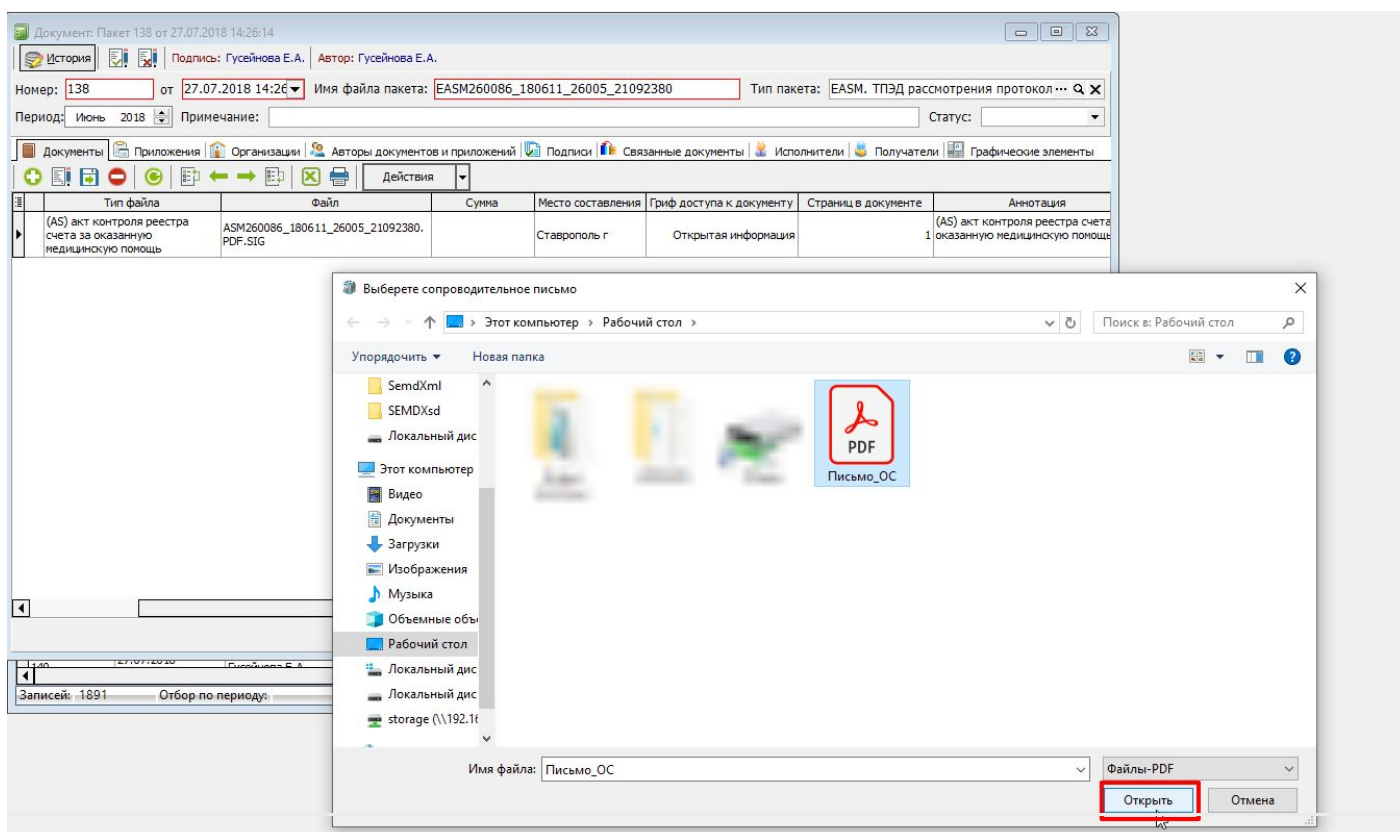 Документ: Пакет 138 от 27.07.2018 14:26:14
История Подпись: Гусейнова Е.А. Автор: Гусейнова Е.А.
Номер: 138 от 27.07.2018 14:26 Имя файла пакета: EASM260086_180611_26005_21092380 Тип пакета: EASM. ТПЭД рассмотрения протокол ...
Период: Июнь 2018 Примечание: Статус:
Документы Приложения Организации Авторы документов и приложений Подписи Связанные документы Исполнители Получатели Графические элементы
Действия
Тип файла Файл Сумма Место составления Гриф доступа к документу Страниц в документе Аннотация
(AS) акт контроля реестра
счета за оказанную
медицинскую помощь
ASM260086_180611_26005_21092380.
PDF.SIG
Ставрополь г Открытая информация 1
(AS) акт контроля реестра счета
оказанную медицинскую помощь
Выберете сопроводительное письмо
Этот компьютер › Рабочий стол ›
Поиск в: Рабочий стол
Упорядочить Новая папка
SemdXml
SEMDXsd
Локальный дис
Этот компьютер
Видео
Документы
Загрузки
Изображения
Музыка
Объемные объ
Рабочий стол
Локальный дис
Локальный дис
storage (\\192.16
PDF
Письмо_ОС
Записей: 1891 Отбор по периоду:
Имя файла: Письмо_ОС Файлы-PDF
Открыть Отмена